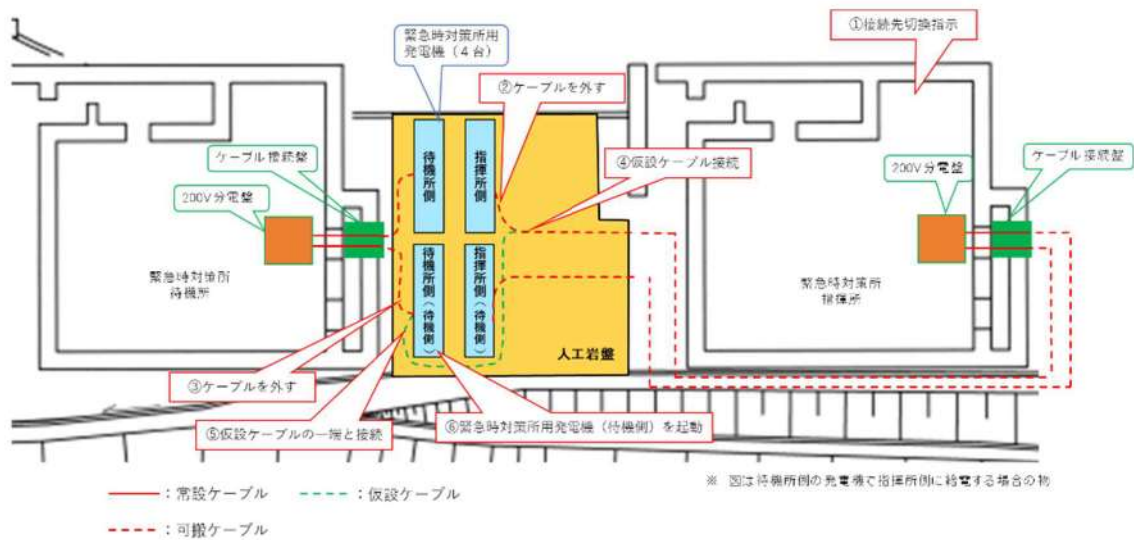 ①接続先切換指示
緊急時対策所用
発電機（４台）
②ケーブルを外す
ケーブル接続盤
200V分電盤
待機所側
指揮所側
④仮設ケーブル接続
200V分電盤
ケーブル接続盤
緊急時対策所
待機所
待機所側（待機側）
指揮所側（待機側）
緊急時対策所
指揮所
人工岩盤
③ケーブルを外す
⑤仮設ケーブルの一端と接続
⑥緊急時対策所用発電機（待機側）を起動
：常設ケーブル
：仮設ケーブル
：可搬ケーブル
※ 図は待機所側の発電機で指揮所側に給電する場合の物